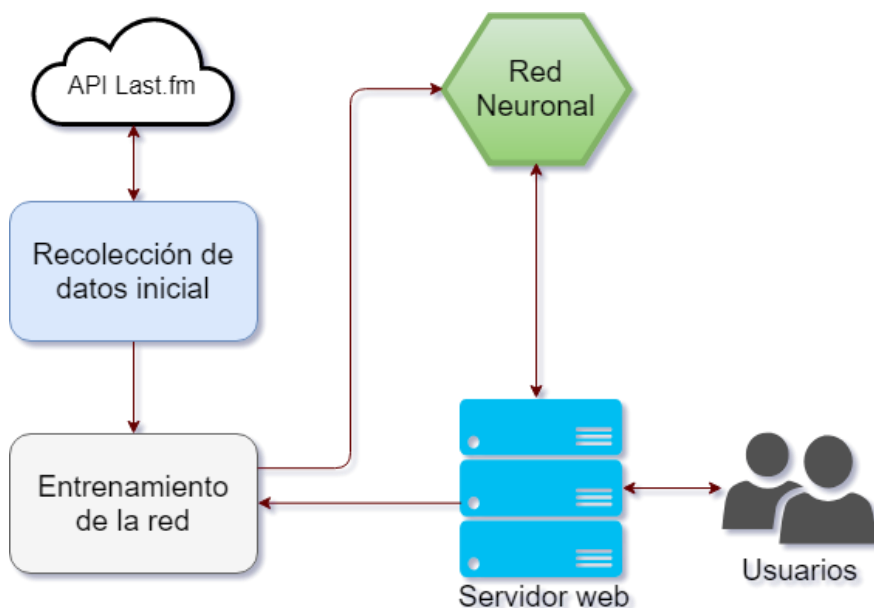 API Last.fm
Red
Neuronal
Recolección de
datos inicial
Entrenamiento
de la red
Servidor web
Usuarios